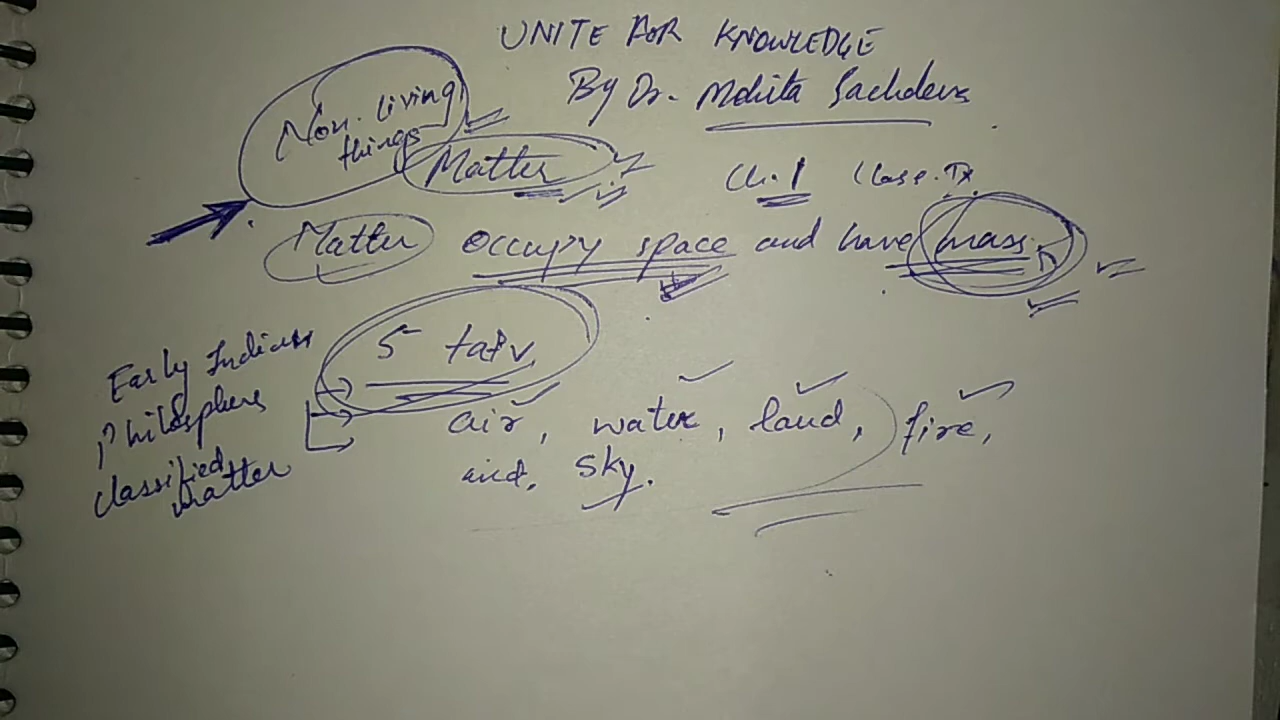 UNITE FOR KNOWLEDGE
By Dr. Mohita Sachdeva
Non. living
things
Matter
Ch. 1 Class. IX
Matter occupy space and have mass.
5 tatv
Early Indian
Philosphers
classified
matter
air, water, land, fire,
and, sky.